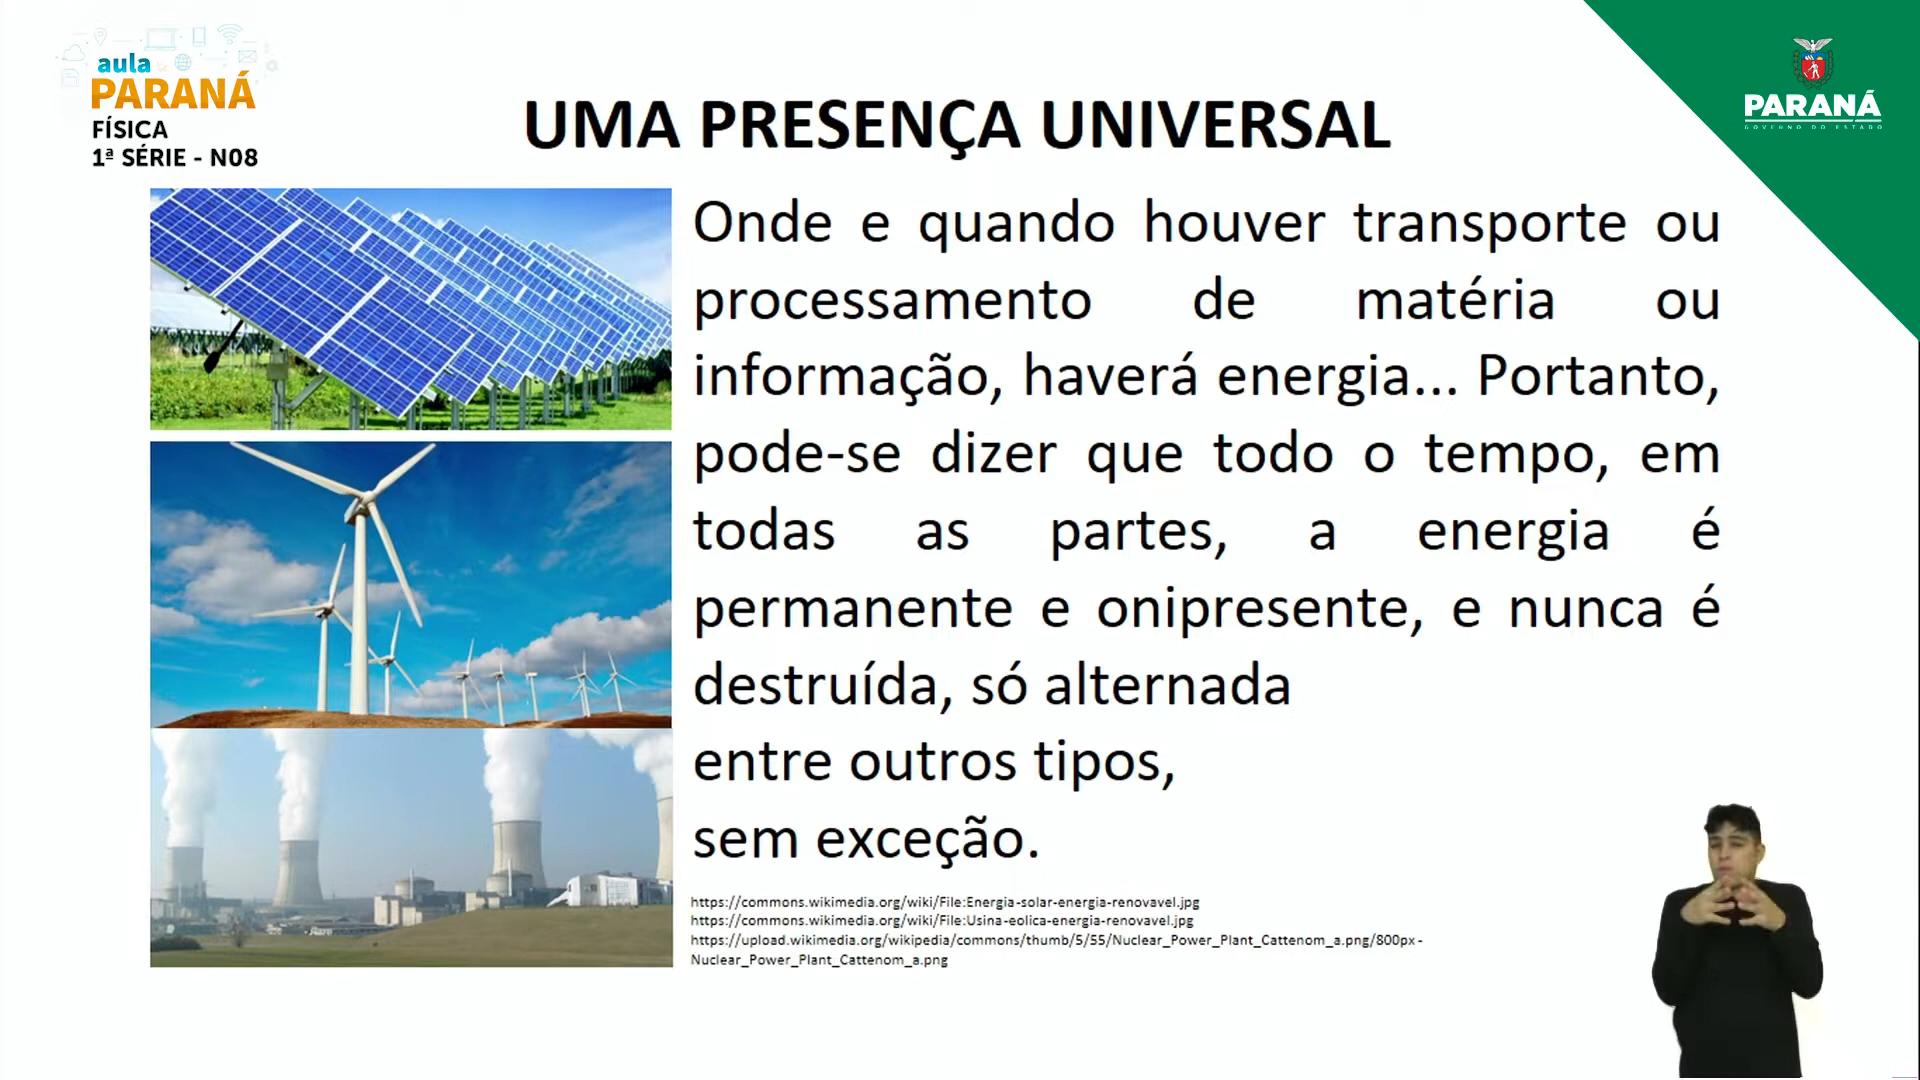 aula
PARANÁ
FÍSICA
1ª SÉRIE - N08
PARANÁ
GOVERNO DO ESTADO
UMA PRESENÇA UNIVERSAL
Onde e quando houver transporte ou
processamento de matéria ou
informação, haverá energia... Portanto,
pode-se dizer que todo o tempo, em
todas as partes, a energia é
permanente e onipresente, e nunca é
destruída, só alternada
entre outros tipos,
sem exceção.
https://commons.wikimedia.org/wiki/File:Energia-solar-energia-renovavel.jpg
https://commons.wikimedia.org/wiki/File:Usina-eolica-energia-renovavel.jpg
https://upload.wikimedia.org/wikipedia/commons/thumb/5/55/Nuclear_Power_Plant_Cattenom_a.png/800px-
Nuclear_Power_Plant_Cattenom_a.png